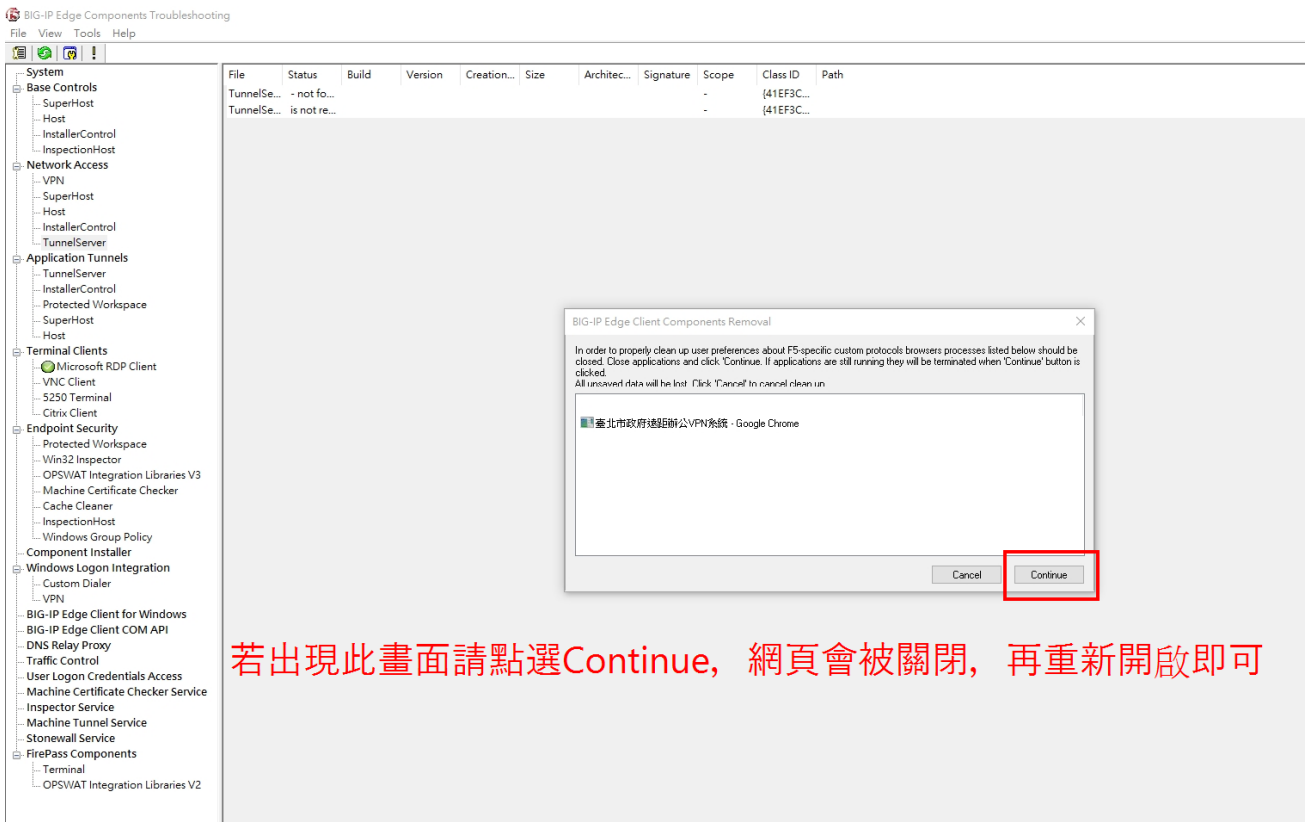 BIG-IP Edge Components Troubleshooting
File View Tools Help
System
Base Controls
SuperHost
Host
InstallerControl
InspectionHost
Network Access
VPN
SuperHost
Host
InstallerControl
TunnelServer
Application Tunnels
TunnelServer
InstallerControl
Protected Workspace
SuperHost
Host
Terminal Clients
Microsoft RDP Client
VNC Client
5250 Terminal
Citrix Client
Endpoint Security
Protected Workspace
Win32 Inspector
OPSWAT Integration Libraries V3
Machine Certificate Checker
Cache Cleaner
InspectionHost
Windows Group Policy
Component Installer
Windows Logon Integration
Custom Dialer
VPN
BIG-IP Edge Client for Windows
BIG-IP Edge Client COM API
DNS Relay Proxy
Traffic Control
User Logon Credentials Access
Machine Certificate Checker Service
Inspector Service
Machine Tunnel Service
Stonewall Service
FirePass Components
Terminal
OPSWAT Integration Libraries V2
File Status Build Version Creation... Size Architec... Signature Scope Class ID Path
TunnelSe... - not fo... - {41EF3C...
TunnelSe... is not re... - {41EF3C...
BIG-IP Edge Client Components Removal
In order to properly clean up user preferences about F5-specific custom protocols browsers processes listed below should be
closed. Close applications and click 'Continue. If applications are still running they will be terminated when 'Continue' button is
clicked.
All unsaved data will be lost. Click 'Cancel' to cancel clean up.
臺北市政府遠距辦公VPN系統 - Google Chrome
Cancel Continue
若出現此畫面請點選Continue, 網頁會被關閉, 再重新開啟即可